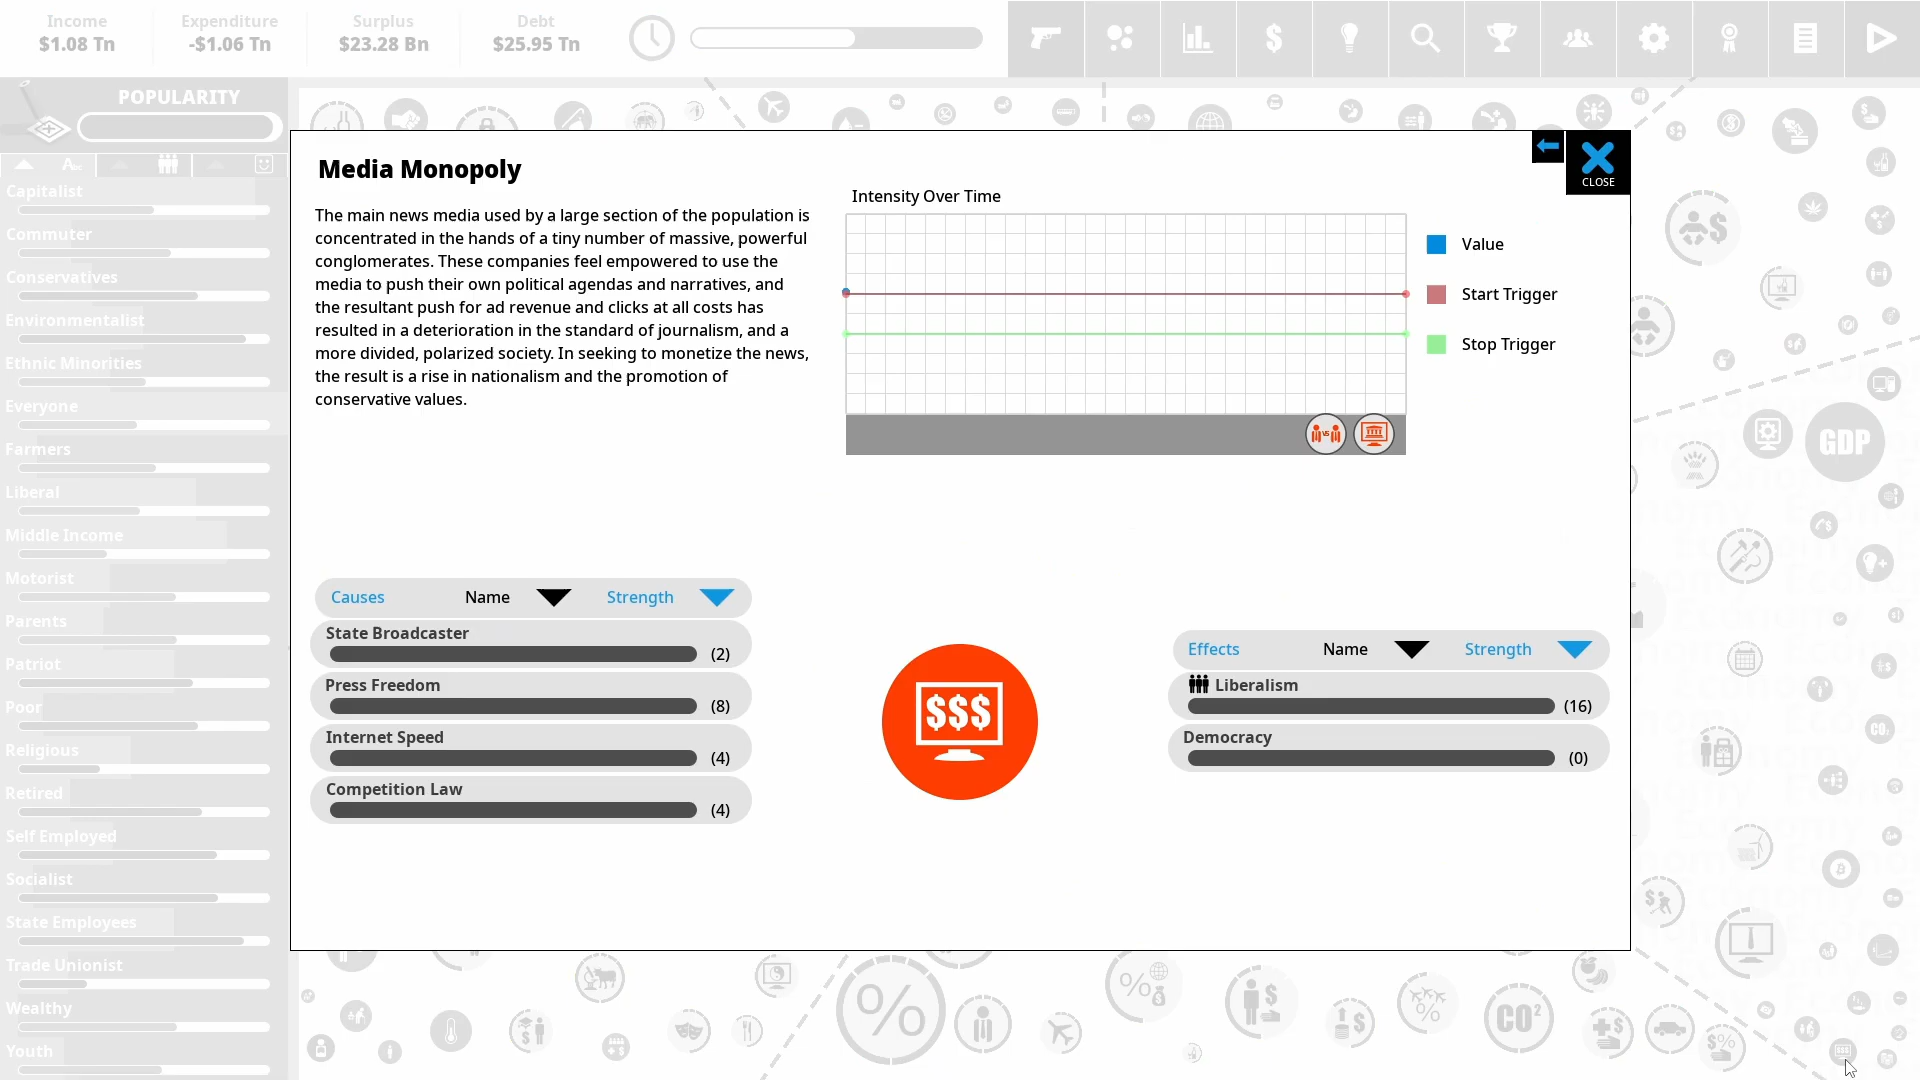 Income
$1.08 Tn
Expenditure
-$1.06 Tn
Surplus
$23.28 Bn
Debt
$25.95 Tn
POPULARITY
Capitalist
Commuter
Conservatives
Environmentalist
Ethnic Minorities
Everyone
Farmers
Liberal
Middle Income
Motorist
Parents
Patriot
Poor
Religious
Retired
Self Employed
Socialist
State Employees
Trade Unionist
Wealthy
Youth
Media Monopoly
The main news media used by a large section of the population is
concentrated in the hands of a tiny number of massive, powerful
conglomerates. These companies feel empowered to use the
media to push their own political agendas and narratives, and
the resultant push for ad revenue and clicks at all costs has
resulted in a deterioration in the standard of journalism, and a
more divided, polarized society. In seeking to monetize the news,
the result is a rise in nationalism and the promotion of
conservative values.
Intensity Over Time
Value
Start Trigger
Stop Trigger
CLOSE
Causes Name Strength
State Broadcaster
(2)
Press Freedom
(8)
Internet Speed
(4)
Competition Law
(4)
$$$
Effects Name Strength
Liberalism
(16)
Democracy
(0)
GDP
CO2